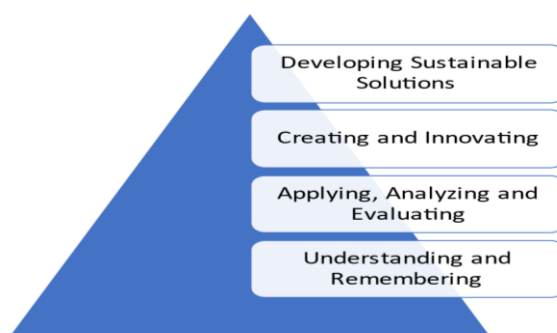 Developing Sustainable
Solutions
Creating and Innovating
Applying, Analyzing and
Evaluating
Understanding and
Remembering